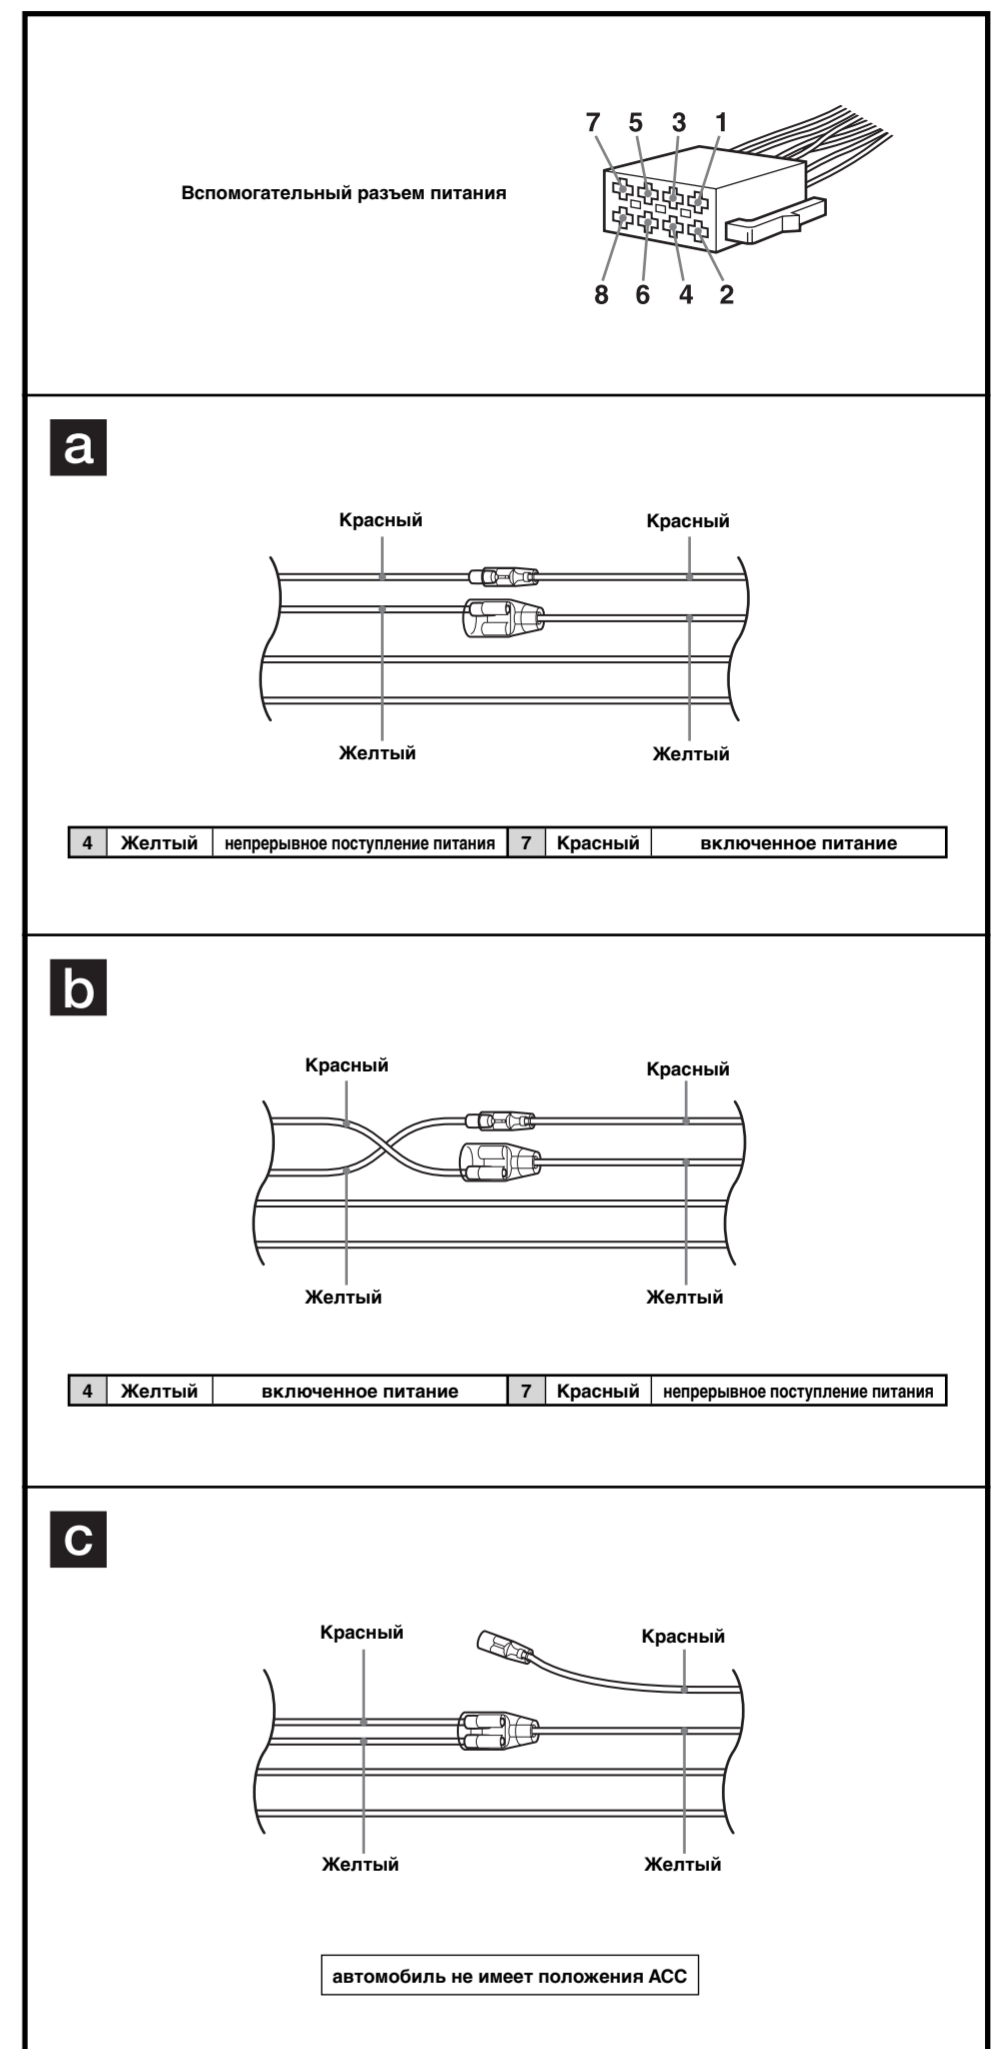 7 5 3 1
Вспомогательный разъем питания
8 6 4 2
a
Красный Красный
Желтый Желтый
4 Желтый непрерывное поступление питания 7 Красный включенное питание
b
Красный Красный
Желтый Желтый
4 Желтый включенное питание 7 Красный непрерывное поступление питания
c
Красный Красный
Желтый Желтый
автомобиль не имеет положения ACC